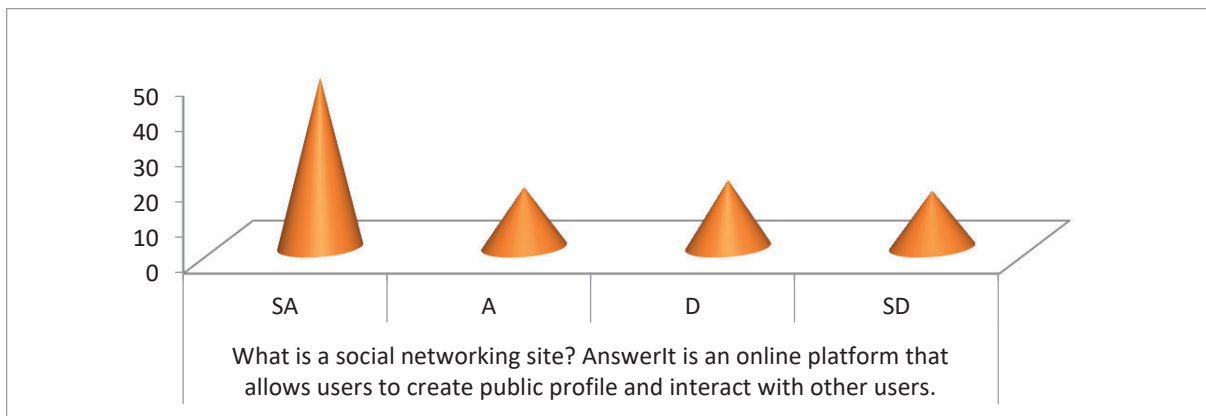 50
40
30
20
10
0
SA A D SD
What is a social networking site? AnswerIt is an online platform that
allows users to create public profile and interact with other users.